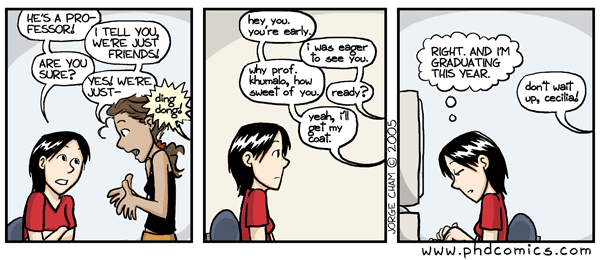 HE'S A PRO-
FESSOR!
I TELL YOU,
WE'RE JUST
FRIENDS!
ARE YOU
SURE?
YES! WE'RE
JUST-
ding
dong!
hey you.
you're early.
i was eager
to see you.
why prof.
khumalo, how
sweet of you.
ready?
yeah, i'll
get my
coat.
JORGE CHAM © 2005
RIGHT. AND I'M
GRADUATING
THIS YEAR.
don't wait
up, cecilia!
www.phdcomics.com